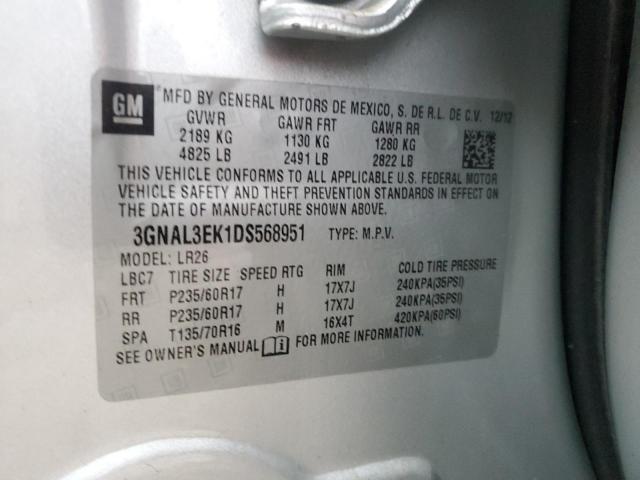 GM
MFD BY GENERAL MOTORS DE MEXICO, S. DE R.L. DE C.V. 12/12
GVWR GAWR FRT GAWR RR
2189 KG 1130 KG 1280 KG
4825 LB 2491 LB 2822 LB
THIS VEHICLE CONFORMS TO ALL APPLICABLE U.S. FEDERAL MOTOR
VEHICLE SAFETY AND THEFT PREVENTION STANDARDS IN EFFECT ON
THE DATE OF MANUFACTURE SHOWN ABOVE.
3GNAL3EK1DS568951 TYPE: M.P.V.
MODEL: LR26
LBC7 TIRE SIZE SPEED RTG RIM COLD TIRE PRESSURE
FRT P235/60R17 H 17X7J 240KPA(35PSI)
RR P235/60R17 H 17X7J 240KPA(35PSI)
SPA T135/70R16 M 16X4T 420KPA(60PSI)
SEE OWNER'S MANUAL i FOR MORE INFORMATION.